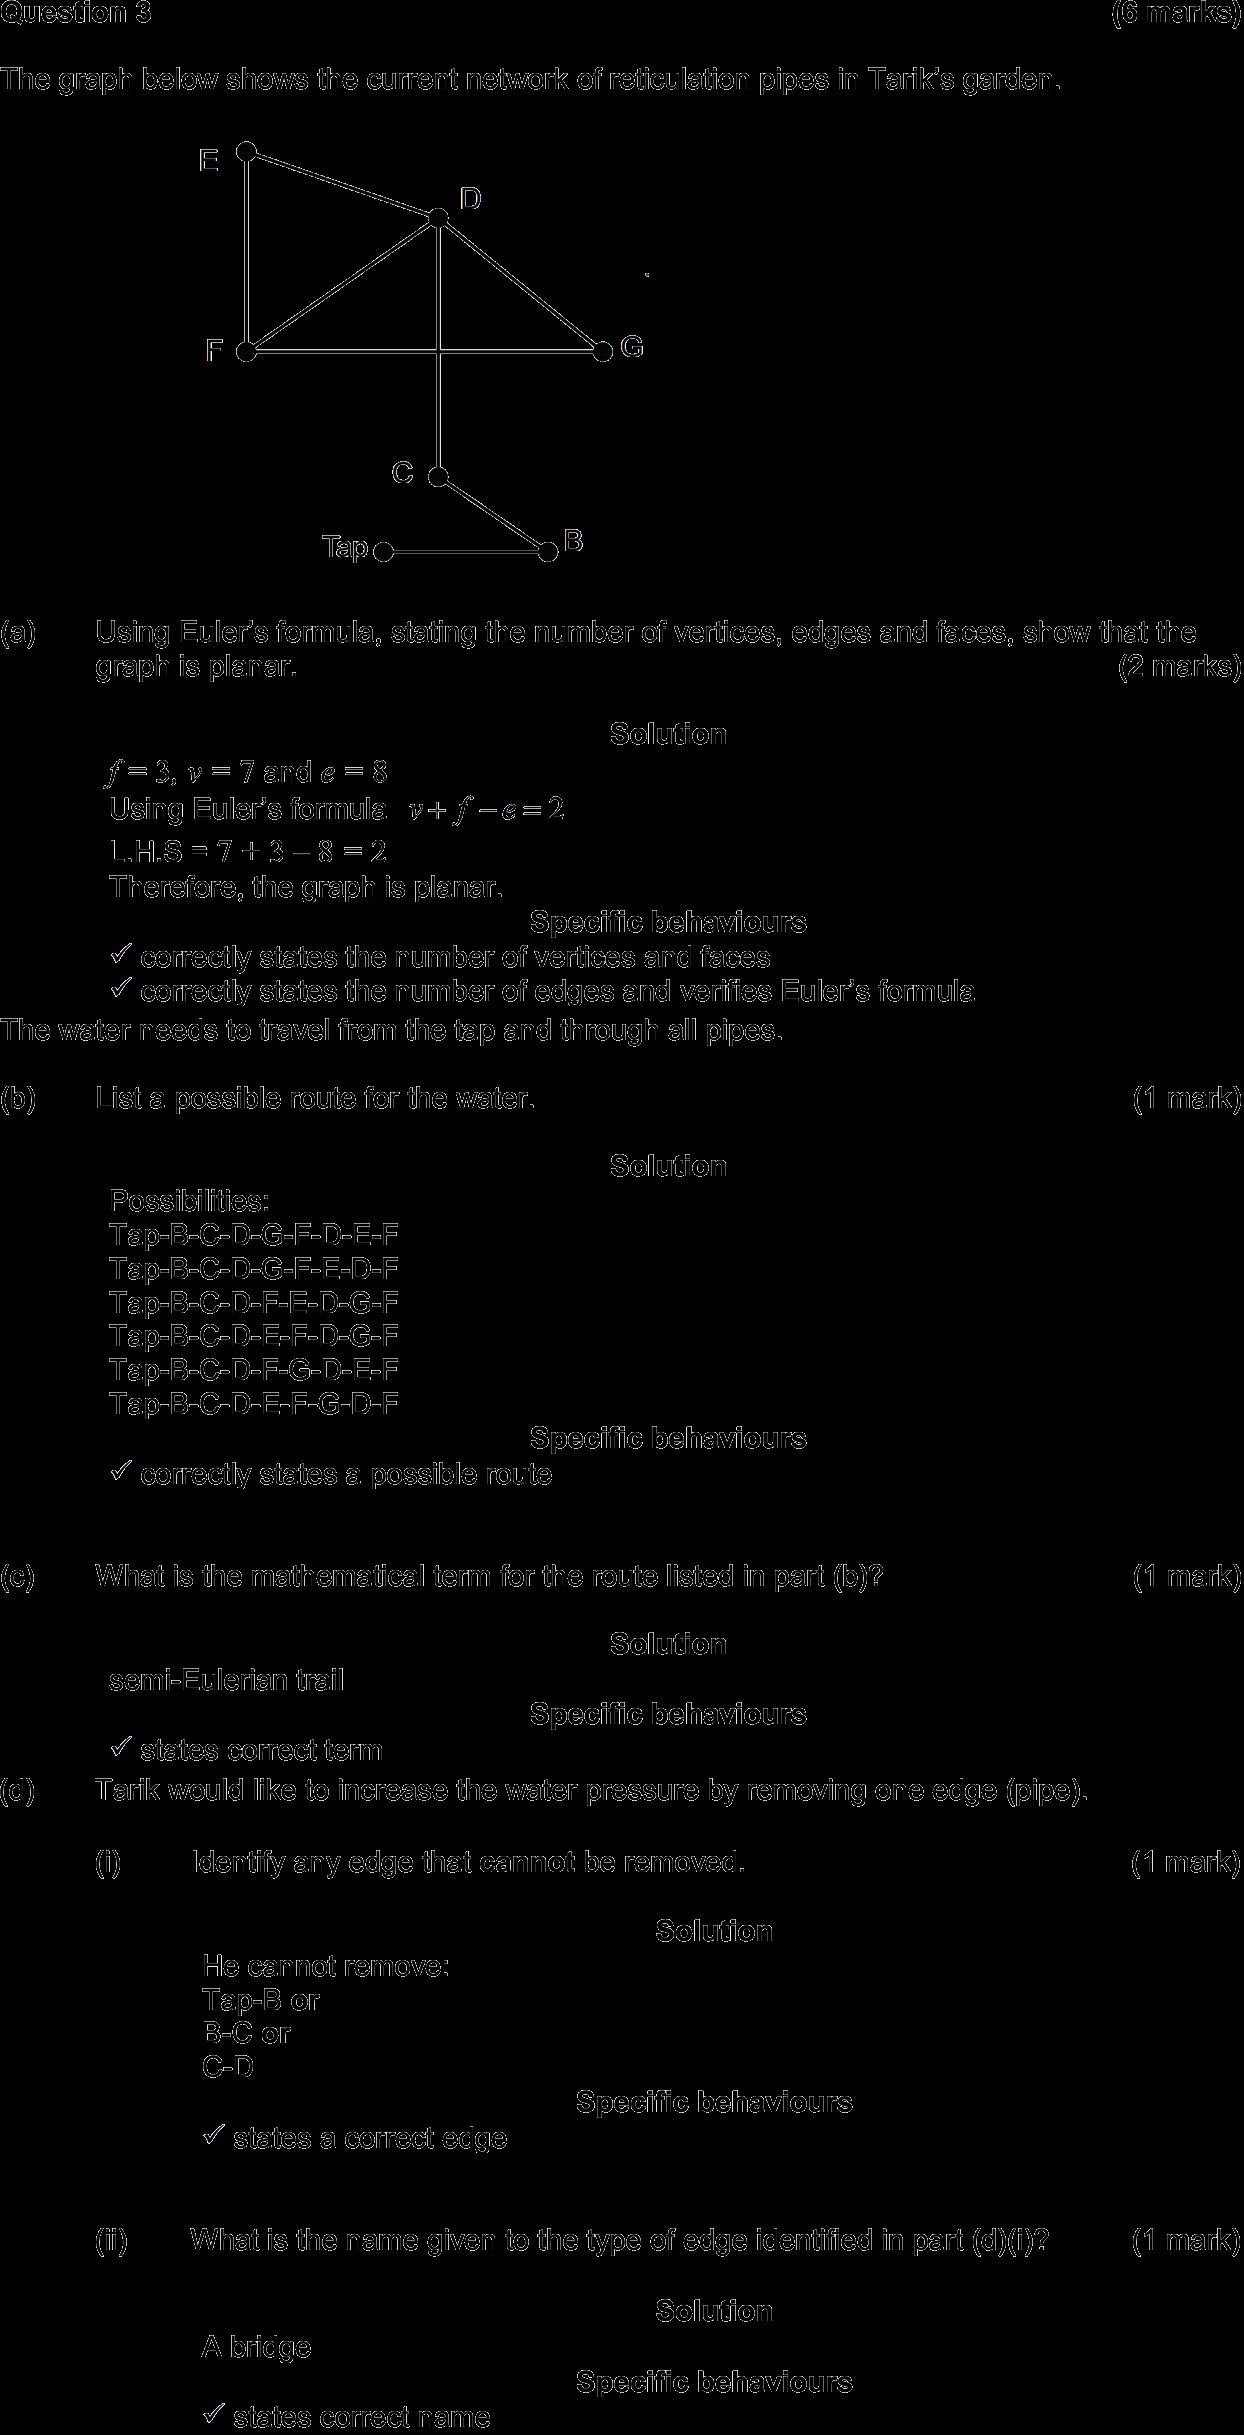 Question 3 (6 marks)
The graph below shows the current network of reticulation pipes in Tarik's garden.
E
D
F
G
C
Tap
B
(a) Using Euler's formula, stating the number of vertices, edges and faces, show that the
graph is planar. (2 marks)
Solution
f = 3, v = 7 and e = 8
Using Euler's formula v + f − e = 2
L.H.S = 7 + 3 − 8 = 2
Therefore, the graph is planar.
Specific behaviours
✓ correctly states the number of vertices and faces
✓ correctly states the number of edges and verifies Euler's formula
The water needs to travel from the tap and through all pipes.
(b) List a possible route for the water. (1 mark)
Solution
Possibilities:
Tap-B-C-D-G-F-D-E-F
Tap-B-C-D-G-F-E-D-F
Tap-B-C-D-F-E-D-G-F
Tap-B-C-D-E-F-D-G-F
Tap-B-C-D-F-G-D-E-F
Tap-B-C-D-E-F-G-D-F
Specific behaviours
✓ correctly states a possible route
(c) What is the mathematical term for the route listed in part (b)? (1 mark)
Solution
semi-Eulerian trail
Specific behaviours
✓ states correct term
(d) Tarik would like to increase the water pressure by removing one edge (pipe).
(i) Identify any edge that cannot be removed. (1 mark)
Solution
He cannot remove:
Tap-B or
B-C or
C-D
Specific behaviours
✓ states a correct edge
(ii) What is the name given to the type of edge identified in part (d)(i)? (1 mark)
Solution
A bridge
Specific behaviours
✓ states correct name